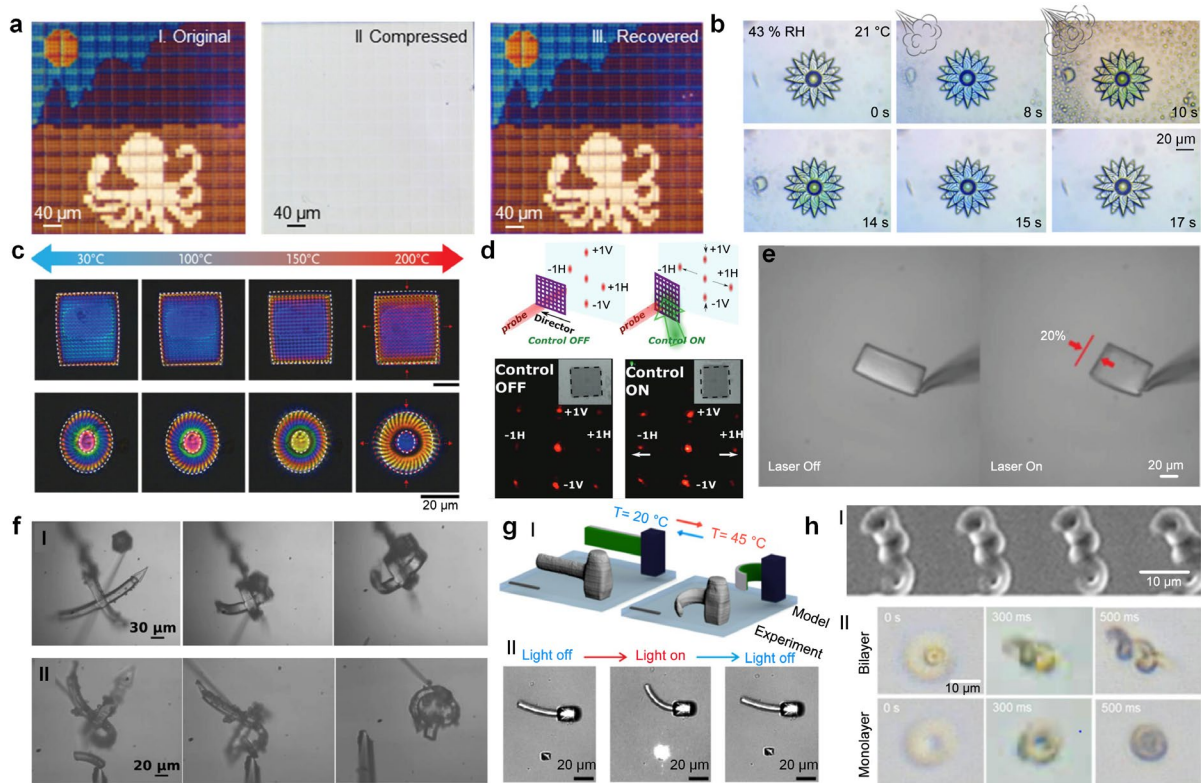 a
I. Original
II Compressed
III. Recovered
40 µm
40 µm
40 µm
b
43 % RH
21 °C
0 s
8 s
10 s
20 µm
14 s
15 s
17 s
c
30°C
100°C
150°C
200°C
20 µm
d
+1V
-1H
+1H
-1V
Director
probe
Control OFF
+1V
-1H
+1H
-1V
probe
Control ON
Control
OFF
+1V
-1H
+1H
-1V
Control
ON
+1V
-1H
+1H
-1V
e
20%
Laser Off
Laser On
20 µm
f
I
30 µm
II
20 µm
g
I
T= 20 °C
T= 45 °C
Model
Experiment
II
Light off
Light on
Light off
20 µm
20 µm
20 µm
h
I
10 µm
II
Bilayer
0 s
300 ms
500 ms
10 µm
Monolayer
0 s
300 ms
500 ms